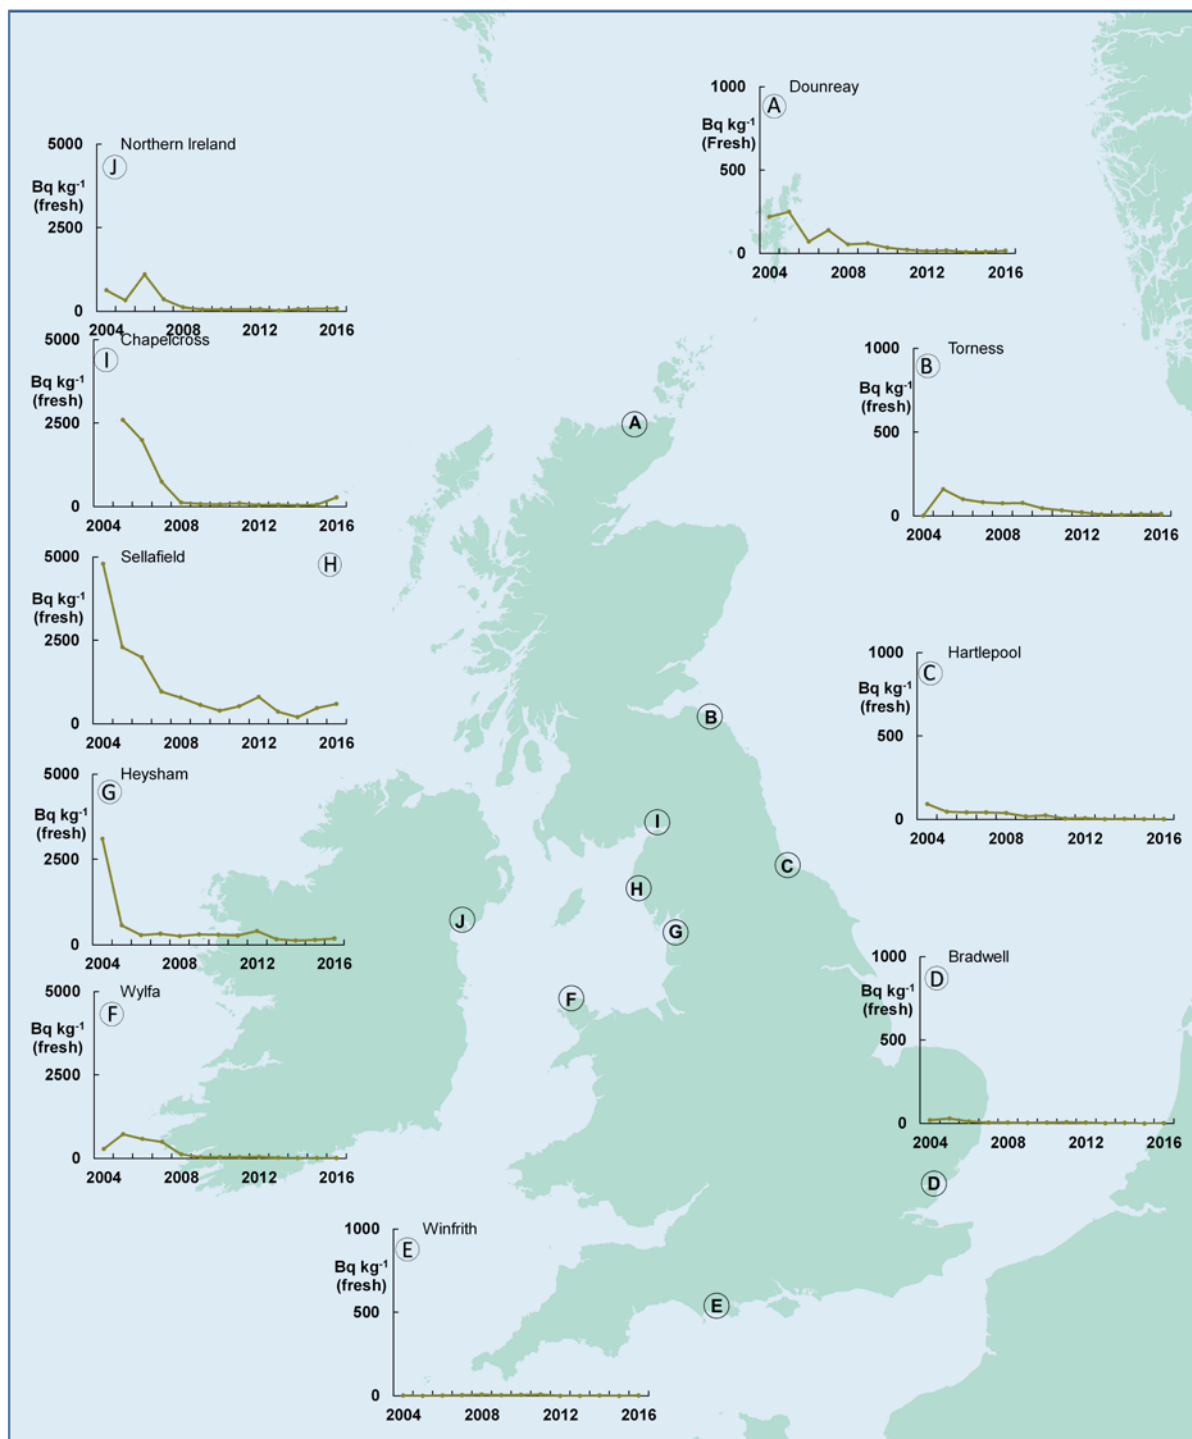 1000
Dounreay
A
Bq kg⁻¹
(Fresh)
500
0
2004 2008 2012 2016
5000
Northern Ireland
J
Bq kg⁻¹
(fresh)
2500
0
2004 2008 2012 2016
5000
Chapelcross
I
Bq kg⁻¹
(fresh)
2500
0
2004 2008 2012 2016
1000
Torness
B
Bq kg⁻¹
(fresh)
500
0
2004 2008 2012 2016
5000
Sellafield
H
Bq kg⁻¹
(fresh)
2500
0
2004 2008 2012 2016
1000
Hartlepool
C
Bq kg⁻¹
(fresh)
500
0
2004 2008 2012 2016
5000
Heysham
G
Bq kg⁻¹
(fresh)
2500
0
2004 2008 2012 2016
1000
Bradwell
D
Bq kg⁻¹
(fresh)
500
0
2004 2008 2012 2016
5000
Wylfa
F
Bq kg⁻¹
(fresh)
2500
0
2004 2008 2012 2016
1000
Winfrith
E
Bq kg⁻¹
(fresh)
500
0
2004 2008 2012 2016
A
B
I
C
H
J
G
F
D
E